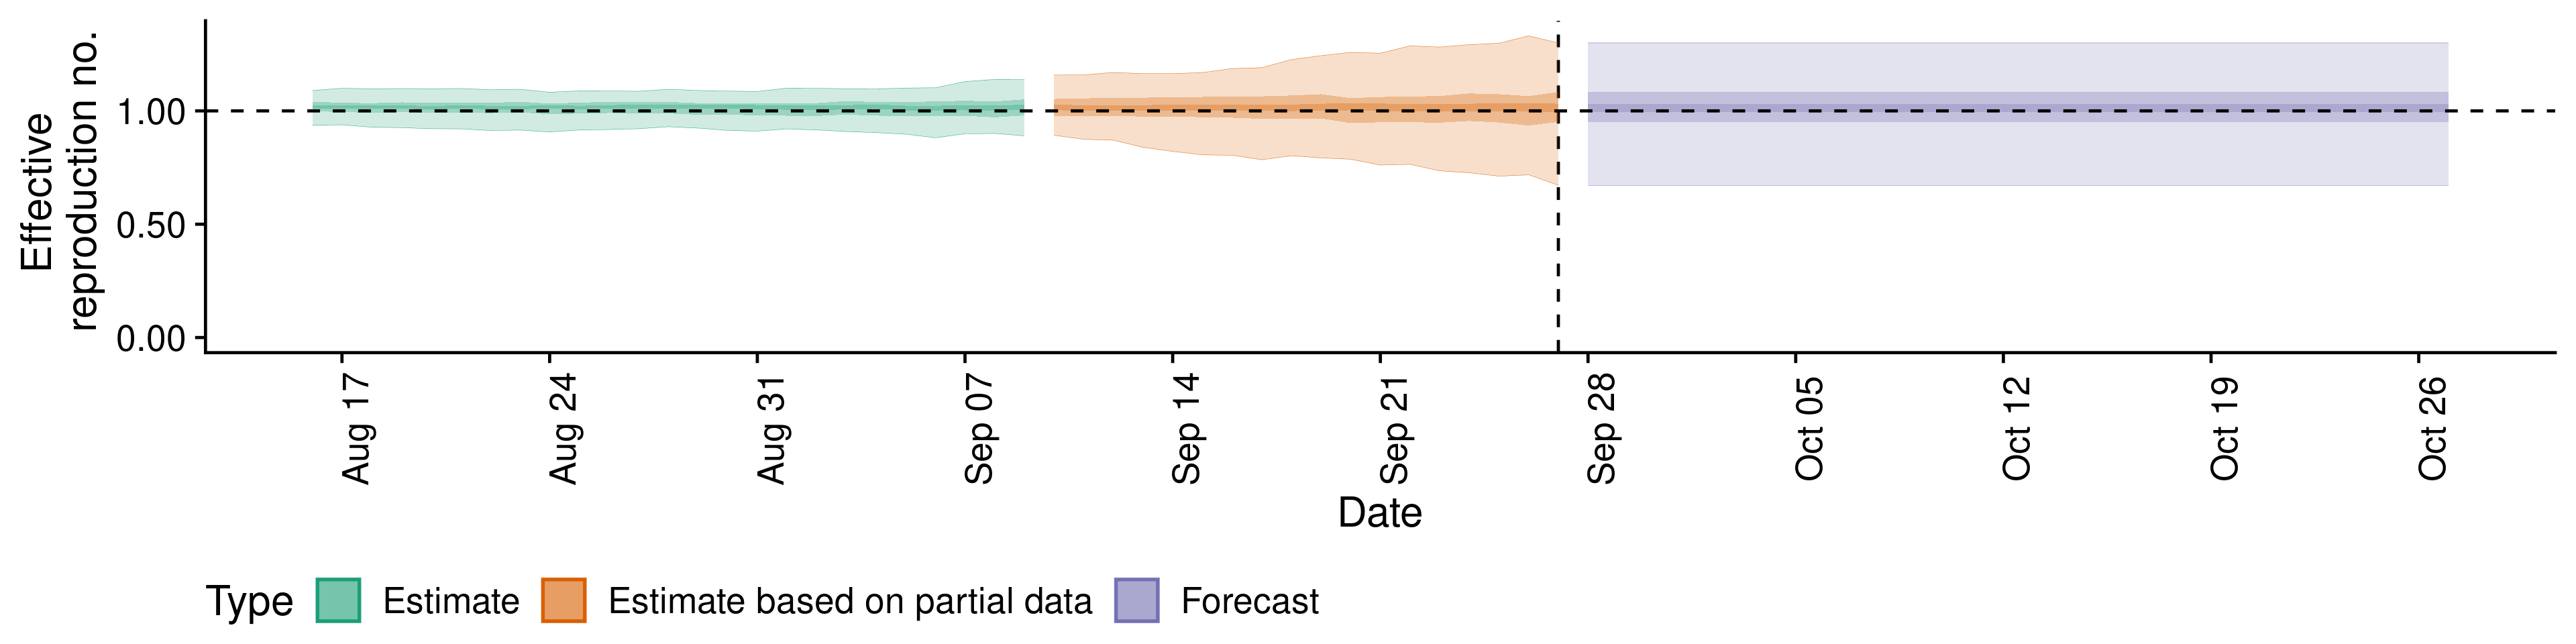 Effective
reproduction no.
1.00
0.50
0.00
Aug 17
Aug 24
Aug 31
Sep 07
Sep 14
Sep 21
Sep 28
Oct 05
Oct 12
Oct 19
Oct 26
Date
Type Estimate Estimate based on partial data Forecast